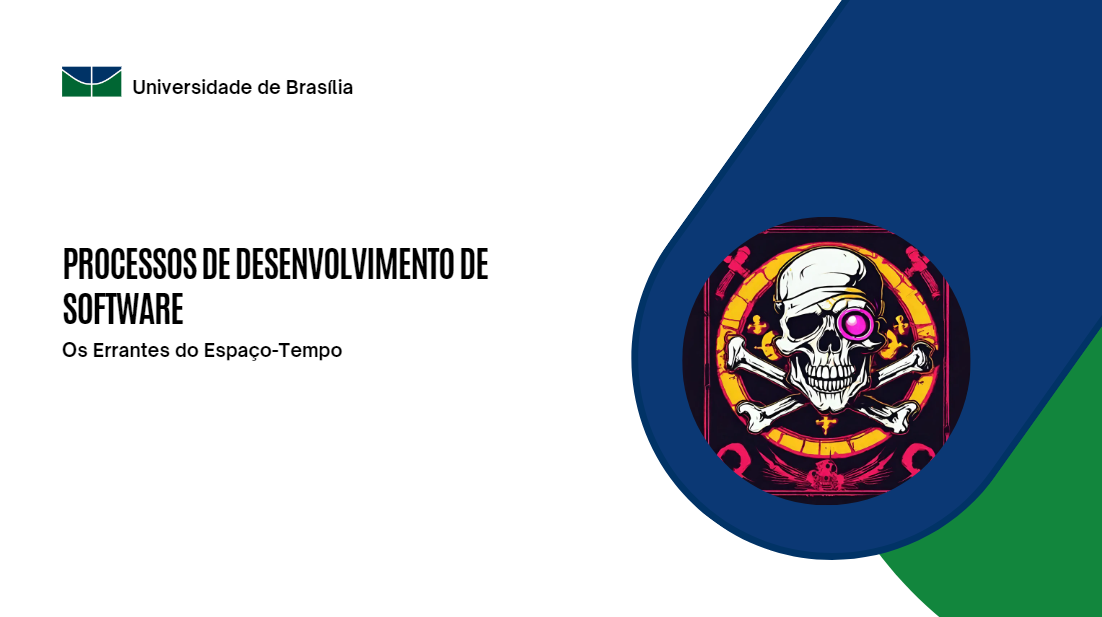 Universidade de Brasília
PROCESSOS DE DESENVOLVIMENTO DE
SOFTWARE
Os Errantes do Espaço-Tempo